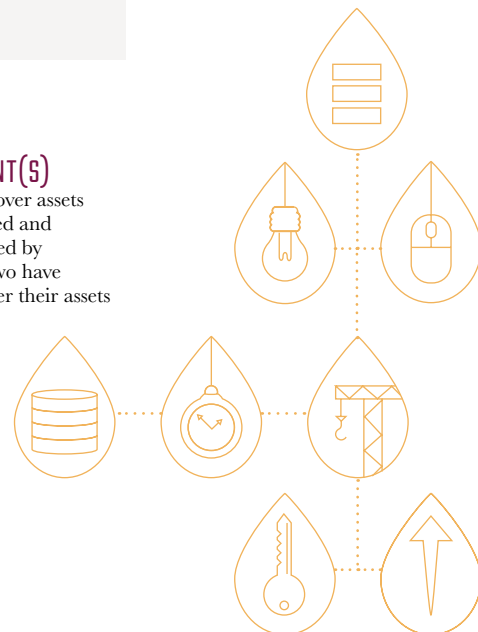 NT(S)
over assets
ed and
ed by
wo have
er their assets